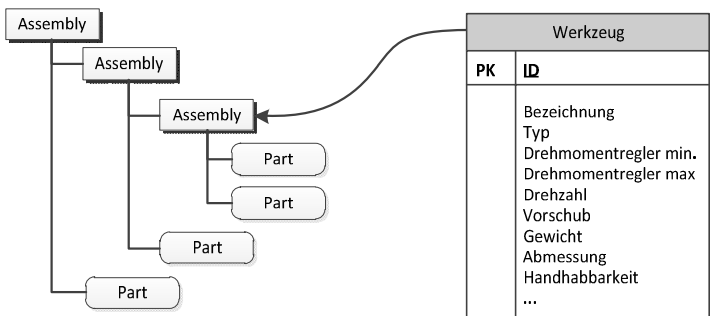 Assembly
Assembly
Assembly
Part
Part
Part
Part
Werkzeug
PK ID
Bezeichnung
Typ
Drehmomentregler min.
Drehmomentregler max
Drehzahl
Vorschub
Gewicht
Abmessung
Handhabbarkeit
...